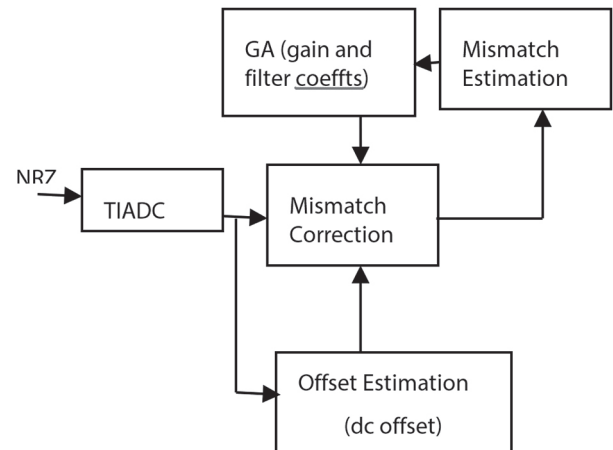 GA (gain and
filter coeffts)
Mismatch
Estimation
NR7
TIADC
Mismatch
Correction
Offset Estimation
(dc offset)